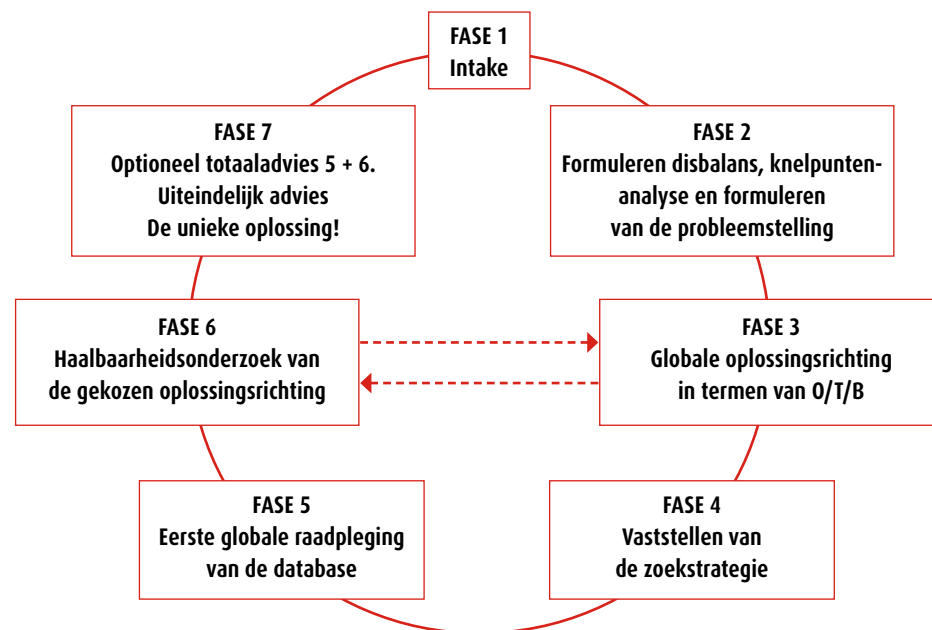 FASE 1
Intake
FASE 7
Optioneel totaaladvies 5 + 6.
Uiteindelijk advies
De unieke oplossing!
FASE 2
Formuleren disbalans, knelpunten-
analyse en formuleren
van de probleemstelling
FASE 6
Haalbaarheidsonderzoek van
de gekozen oplossingsrichting
FASE 3
Globale oplossingsrichting
in termen van O/T/B
FASE 5
Eerste globale raadpleging
van de database
FASE 4
Vaststellen van
de zoekstrategie